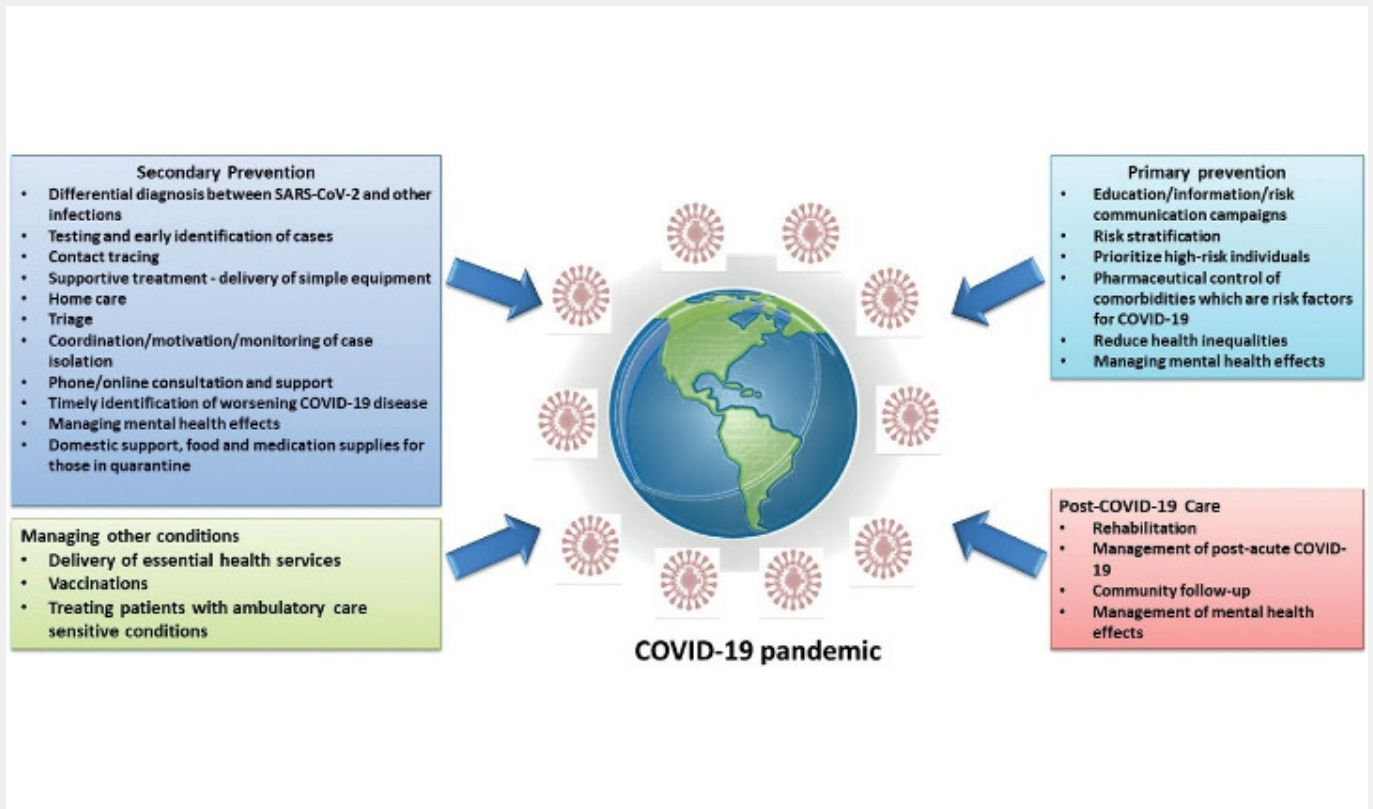 Secondary Prevention
• Differential diagnosis between SARS-CoV-2 and other
infections
• Testing and early identification of cases
• Contact tracing
• Supportive treatment - delivery of simple equipment
• Home care
• Triage
• Coordination/motivation/monitoring of case
isolation
• Phone/online consultation and support
• Timely identification of worsening COVID-19 disease
• Managing mental health effects
• Domestic support, food and medication supplies for
those in quarantine
Managing other conditions
• Delivery of essential health services
• Vaccinations
• Treating patients with ambulatory care
sensitive conditions
Primary prevention
• Education/information/risk
communication campaigns
• Risk stratification
• Prioritize high-risk individuals
• Pharmaceutical control of
comorbidities which are risk factors
for COVID-19
• Reduce health inequalities
• Managing mental health effects
Post-COVID-19 Care
• Rehabilitation
• Management of post-acute COVID-
19
• Community follow-up
• Management of mental health
effects
COVID-19 pandemic